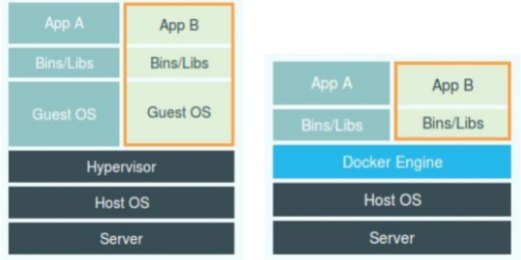 App A App B
Bins/Libs Bins/Libs
Guest OS Guest OS
Hypervisor
Host OS
Server
App A App B
Bins/Libs Bins/Libs
Docker Engine
Host OS
Server